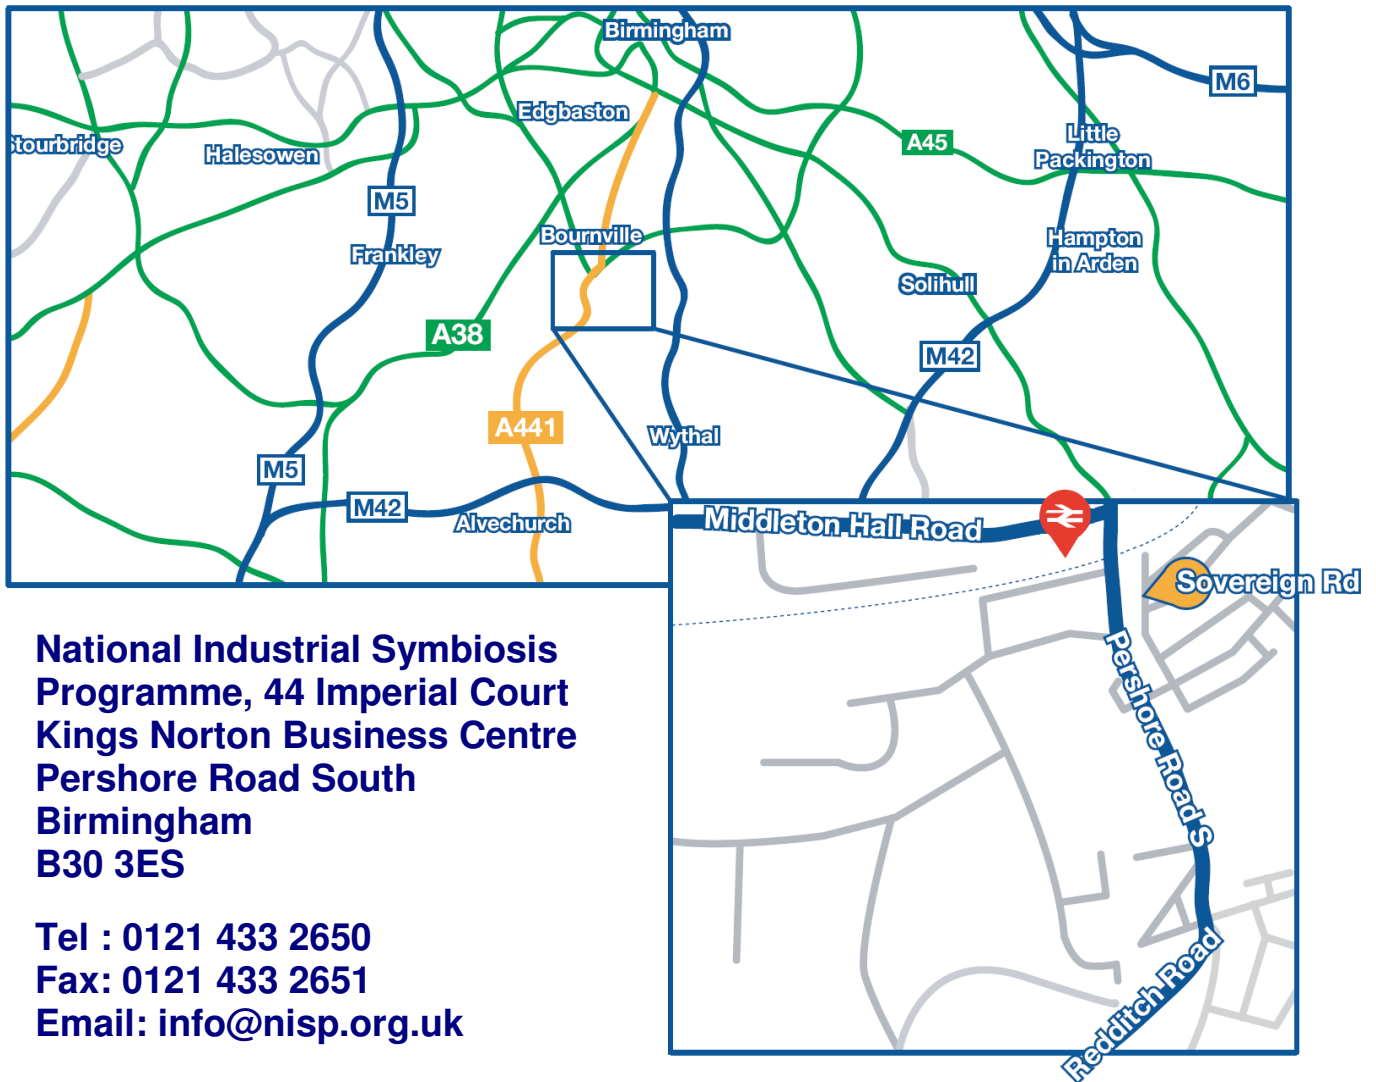 Birmingham
M6
Edgbaston
A45
Little
Packington
tourbridge
Halesowen
M5
Bournville
Frankley
Hampton
in Arden
Solihull
A38
M42
A441
Wythal
M5
M42
Alvechurch
Middleton Hall Road
Sovereign Rd
Pershore Road S
Redditch Road
National Industrial Symbiosis
Programme, 44 Imperial Court
Kings Norton Business Centre
Pershore Road South
Birmingham
B30 3ES
Tel : 0121 433 2650
Fax: 0121 433 2651
Email: info@nisp.org.uk